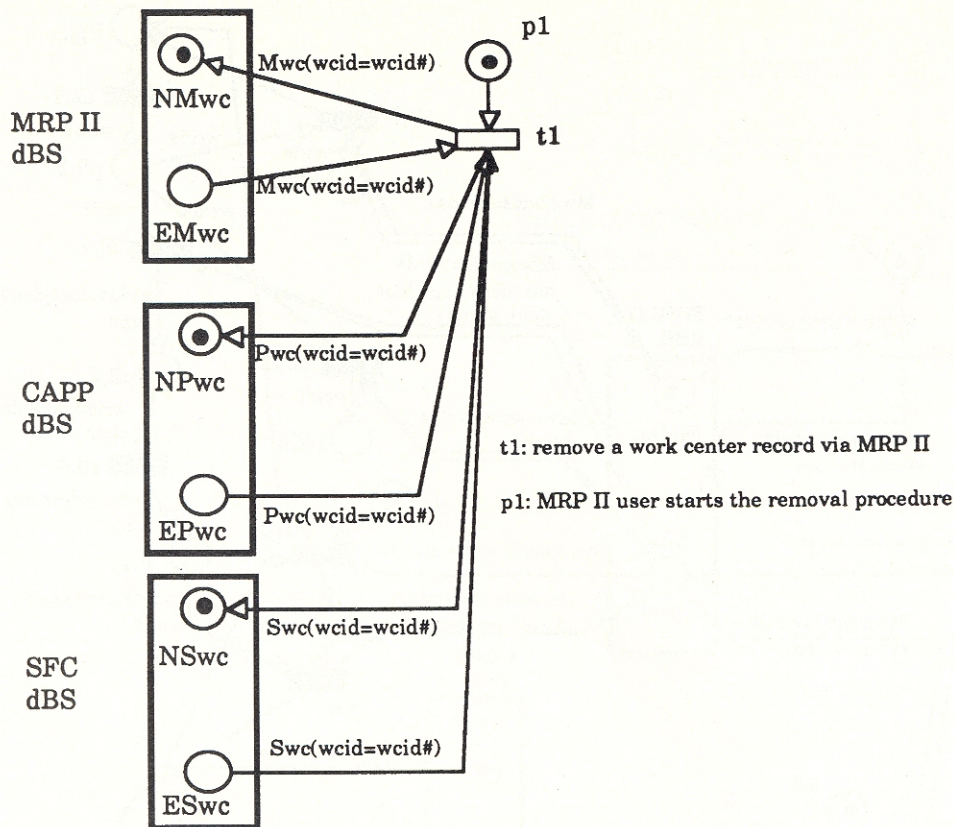 p1
Mwc(wcid=wcid#)
NMwc
MRP II
dBS
t1
Mwc(wcid=wcid#)
EMwc
Pwc(wcid=wcid#)
NPwc
CAPP
dBS
t1: remove a work center record via MRP II
p1: MRP II user starts the removal procedure
Pwc(wcid=wcid#)
EPwc
Swc(wcid=wcid#)
NSwc
SFC
dBS
Swc(wcid=wcid#)
ESwc